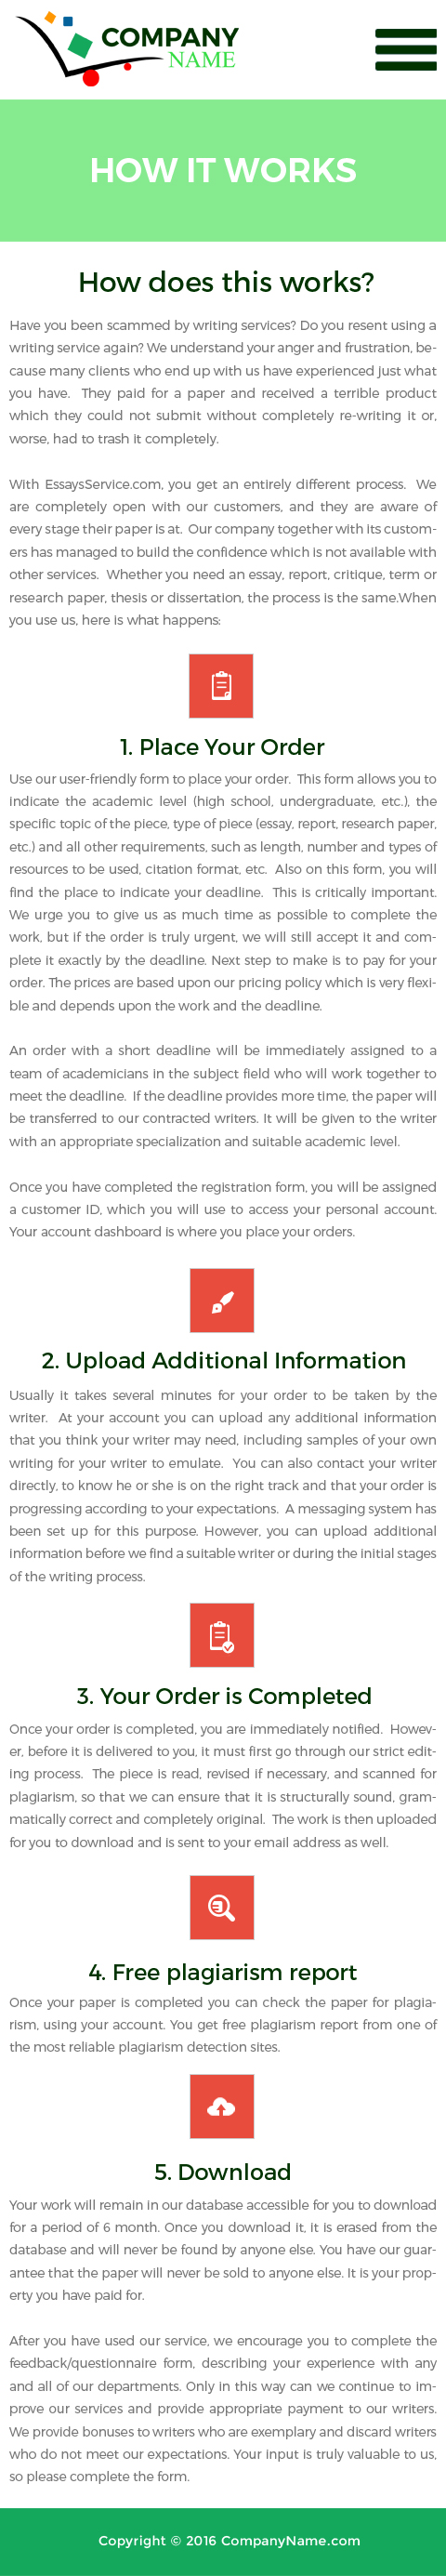 COMPANY
NAME
HOW IT WORKS
How does this works?
Have you been scammed by writing services? Do you resent using a
writing service again? We understand your anger and frustration, be-
cause many clients who end up with us have experienced just what
you have. They paid for a paper and received a terrible product
which they could not submit without completely re-writing it or,
worse, had to trash it completely.
With EssaysService.com, you get an entirely different process. We
are completely open with our customers, and they are aware of
every stage their paper is at. Our company together with its custom-
ers has managed to build the confidence which is not available with
other services. Whether you need an essay, report, critique, term or
research paper, thesis or dissertation, the process is the same.When
you use us, here is what happens:
1. Place Your Order
Use our user-friendly form to place your order. This form allows you to
indicate the academic level (high school, undergraduate, etc.), the
specific topic of the piece, type of piece (essay, report, research paper,
etc.) and all other requirements, such as length, number and types of
resources to be used, citation format, etc. Also on this form, you will
find the place to indicate your deadline. This is critically important.
We urge you to give us as much time as possible to complete the
work, but if the order is truly urgent, we will still accept it and com-
plete it exactly by the deadline. Next step to make is to pay for your
order. The prices are based upon our pricing policy which is very flexi-
ble and depends upon the work and the deadline.
An order with a short deadline will be immediately assigned to a
team of academicians in the subject field who will work together to
meet the deadline. If the deadline provides more time, the paper will
be transferred to our contracted writers. It will be given to the writer
with an appropriate specialization and suitable academic level.
Once you have completed the registration form, you will be assigned
a customer ID, which you will use to access your personal account.
Your account dashboard is where you place your orders.
2. Upload Additional Information
Usually it takes several minutes for your order to be taken by the
writer. At your account you can upload any additional information
that you think your writer may need, including samples of your own
writing for your writer to emulate. You can also contact your writer
directly, to know he or she is on the right track and that your order is
progressing according to your expectations. A messaging system has
been set up for this purpose. However, you can upload additional
information before we find a suitable writer or during the initial stages
of the writing process.
3. Your Order is Completed
Once your order is completed, you are immediately notified. Howev-
er, before it is delivered to you, it must first go through our strict edit-
ing process. The piece is read, revised if necessary, and scanned for
plagiarism, so that we can ensure that it is structurally sound, gram-
matically correct and completely original. The work is then uploaded
for you to download and is sent to your email address as well.
4. Free plagiarism report
Once your paper is completed you can check the paper for plagia-
rism, using your account. You get free plagiarism report from one of
the most reliable plagiarism detection sites.
5. Download
Your work will remain in our database accessible for you to download
for a period of 6 month. Once you download it, it is erased from the
database and will never be found by anyone else. You have our guar-
antee that the paper will never be sold to anyone else. It is your prop-
erty you have paid for.
After you have used our service, we encourage you to complete the
feedback/questionnaire form, describing your experience with any
and all of our departments. Only in this way can we continue to im-
prove our services and provide appropriate payment to our writers.
We provide bonuses to writers who are exemplary and discard writers
who do not meet our expectations. Your input is truly valuable to us,
so please complete the form.
Copyright © 2016 CompanyName.com